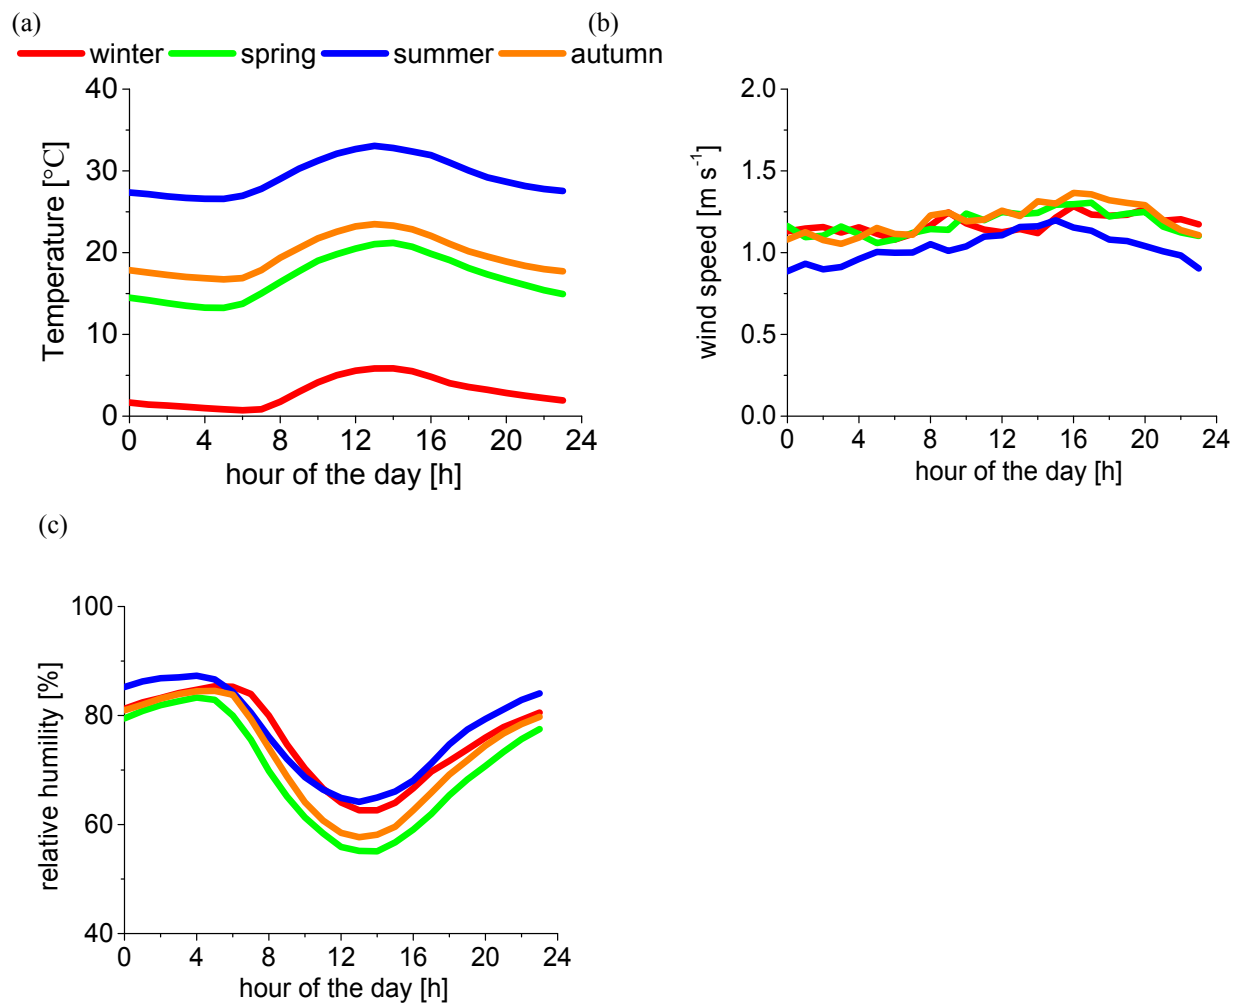 (a)
(b)
winter spring summer autumn
40
30
20
10
0
Temperature [°C]
0 4 8 12 16 20 24
hour of the day [h]
2.0
1.5
1.0
0.5
0.0
wind speed [m s-1]
0 4 8 12 16 20 24
hour of the day [h]
(c)
100
80
60
40
relative humility [%]
0 4 8 12 16 20 24
hour of the day [h]